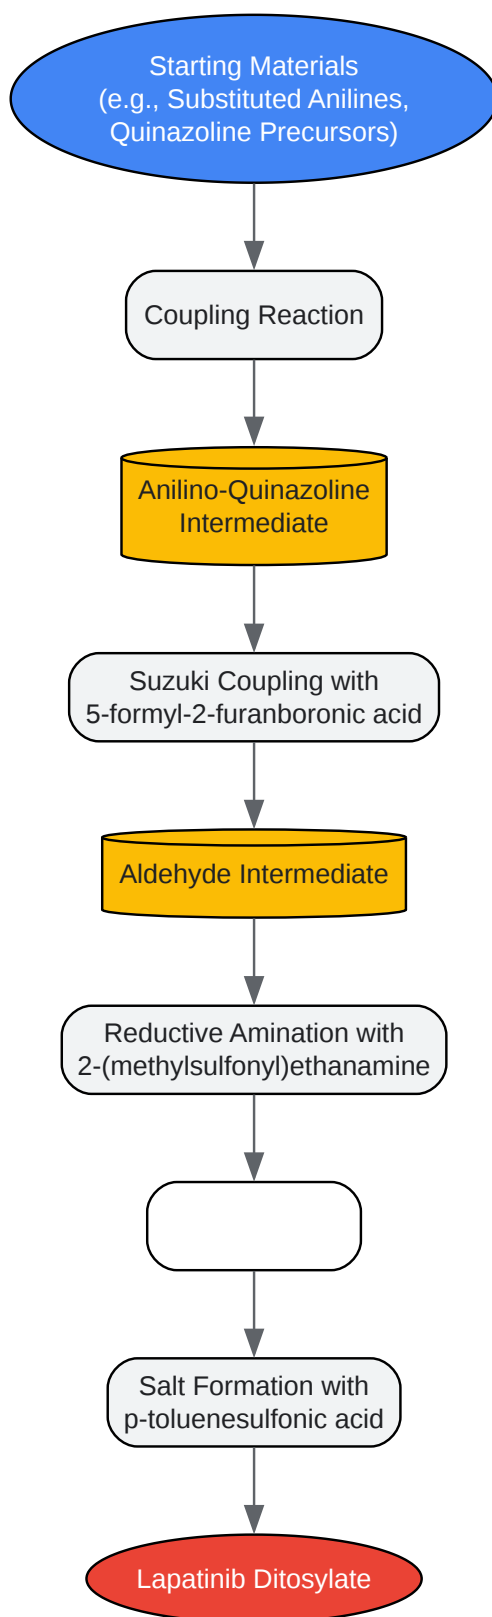 Starting Materials
(e.g., Substituted Anilines,
Quinazoline Precursors)
Coupling Reaction
Anilino-Quinazoline
Intermediate
Suzuki Coupling with
5-formyl-2-furanboronic acid
Aldehyde Intermediate
Reductive Amination with
2-(methylsulfonyl)ethanamine
Salt Formation with
p-toluenesulfonic acid
Lapatinib Ditosylate